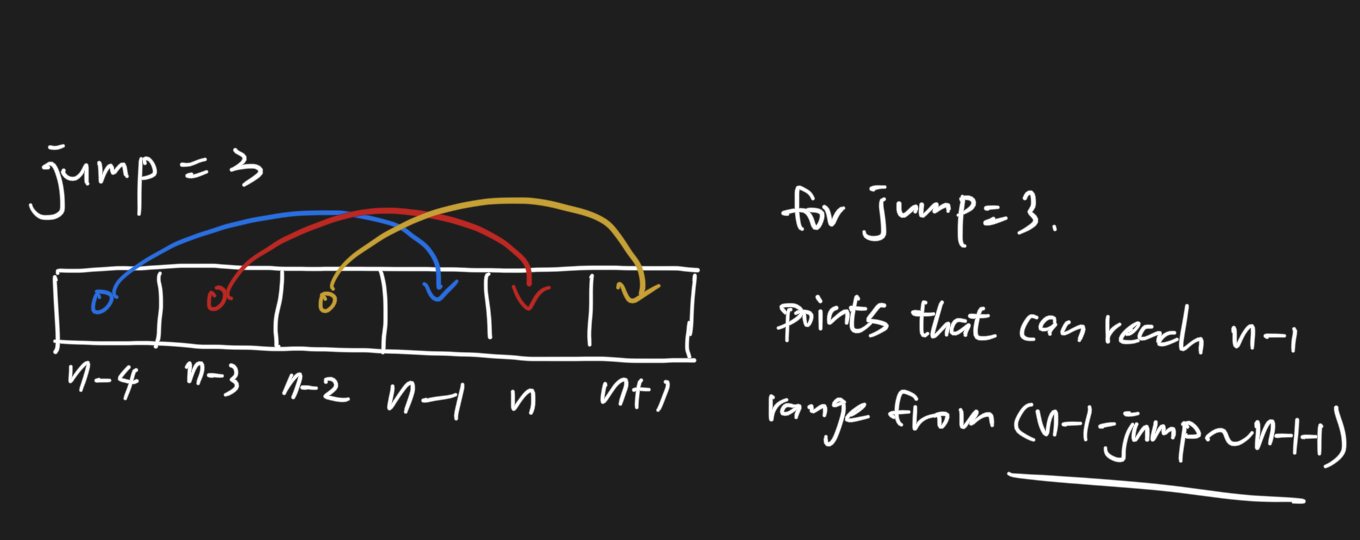 jump = 3
n-4 n-3 n-2 n-1 n n+1
for jump = 3.
points that can reach n-1
range from (n-1-jump~n-1-1)